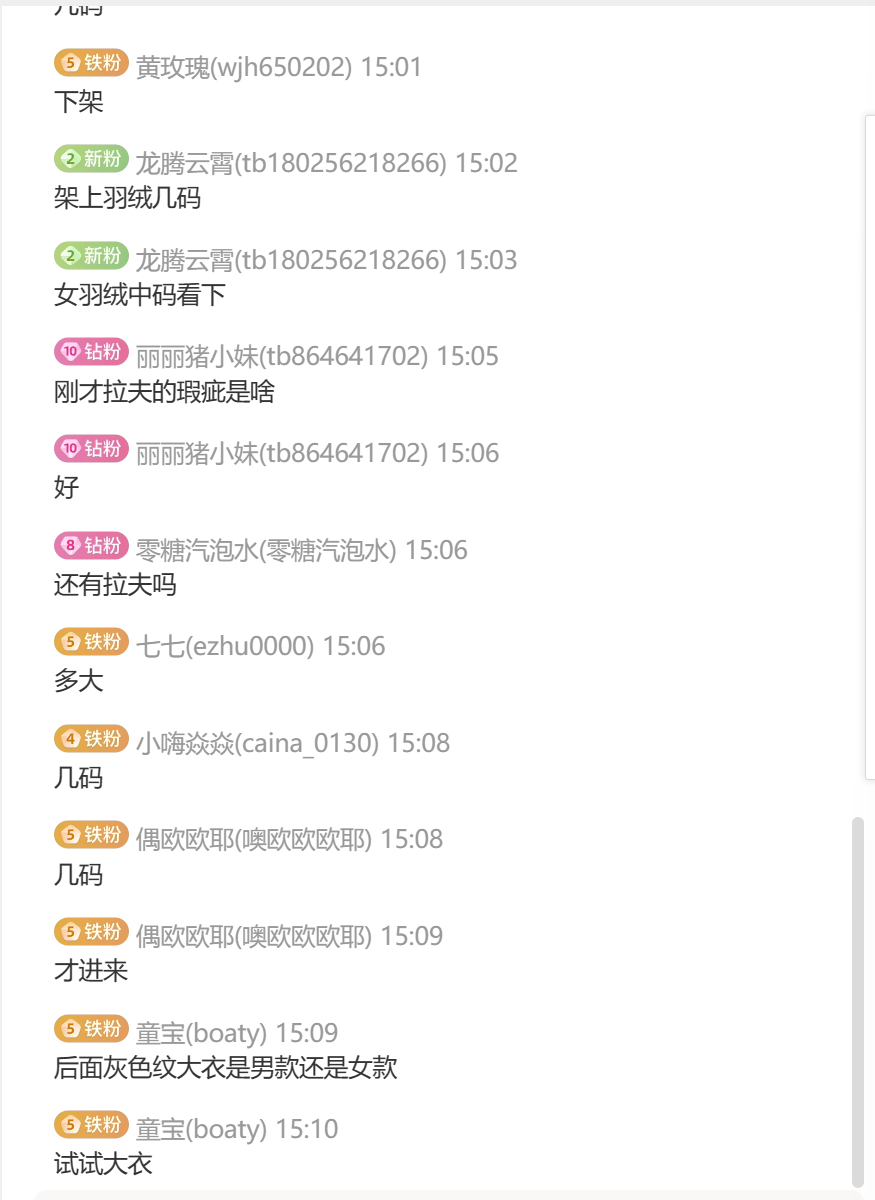 几码
5 铁粉 黄玫瑰(wjh650202) 15:01
下架
2 新粉 龙腾云霄(tb180256218266) 15:02
架上羽绒几码
2 新粉 龙腾云霄(tb180256218266) 15:03
女羽绒中码看下
10 钻粉 丽丽猪小妹(tb864641702) 15:05
刚才拉夫的瑕疵是啥
10 钻粉 丽丽猪小妹(tb864641702) 15:06
好
8 钻粉 零糖汽泡水(零糖汽泡水) 15:06
还有拉夫吗
5 铁粉 七七(ezhu0000) 15:06
多大
4 铁粉 小嗨焱焱(caina_0130) 15:08
几码
5 铁粉 偶欧欧耶(噢欧欧欧耶) 15:08
几码
5 铁粉 偶欧欧耶(噢欧欧欧耶) 15:09
才进来
5 铁粉 童宝(boaty) 15:09
后面灰色纹大衣是男款还是女款
5 铁粉 童宝(boaty) 15:10
试试大衣